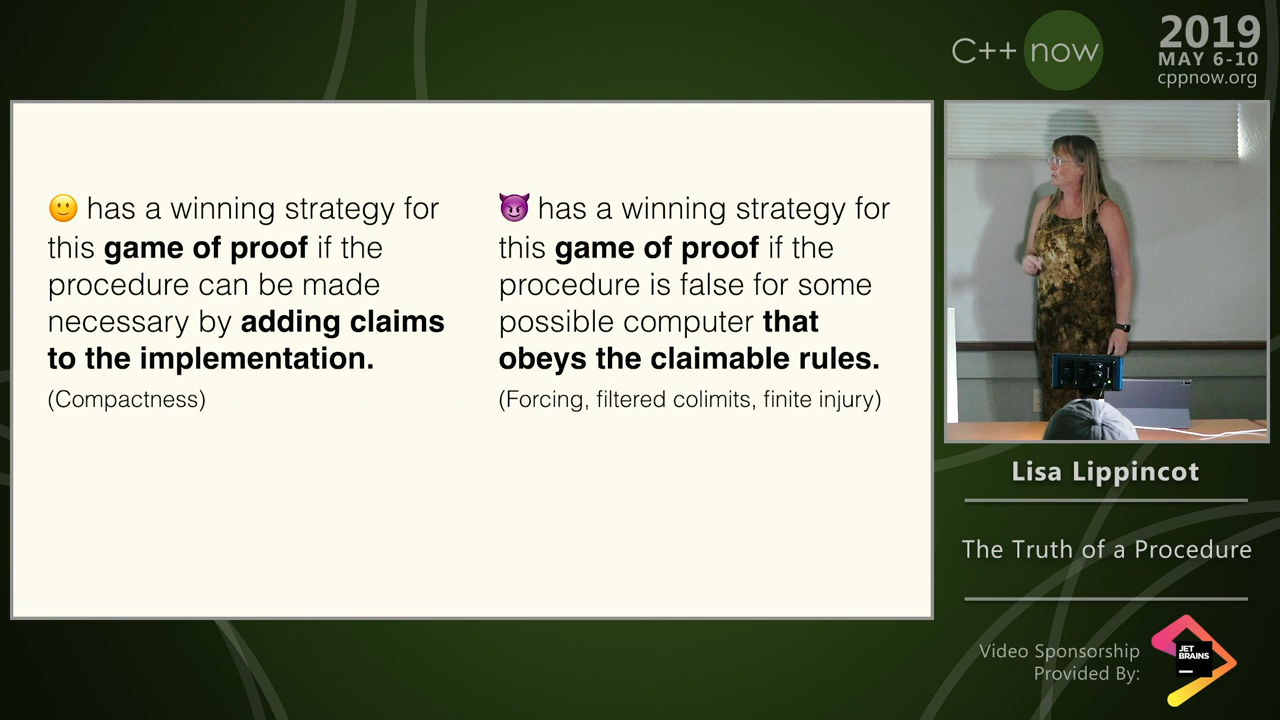 C++ now
2019
MAY 6-10
cppnow.org
🙂 has a winning strategy for
this game of proof if the
procedure can be made
necessary by adding claims
to the implementation.
(Compactness)
😈 has a winning strategy for
this game of proof if the
procedure is false for some
possible computer that
obeys the claimable rules.
(Forcing, filtered colimits, finite injury)
Lisa Lippincot
The Truth of a Procedure
Video Sponsorship
Provided By:
JET
BRAINS